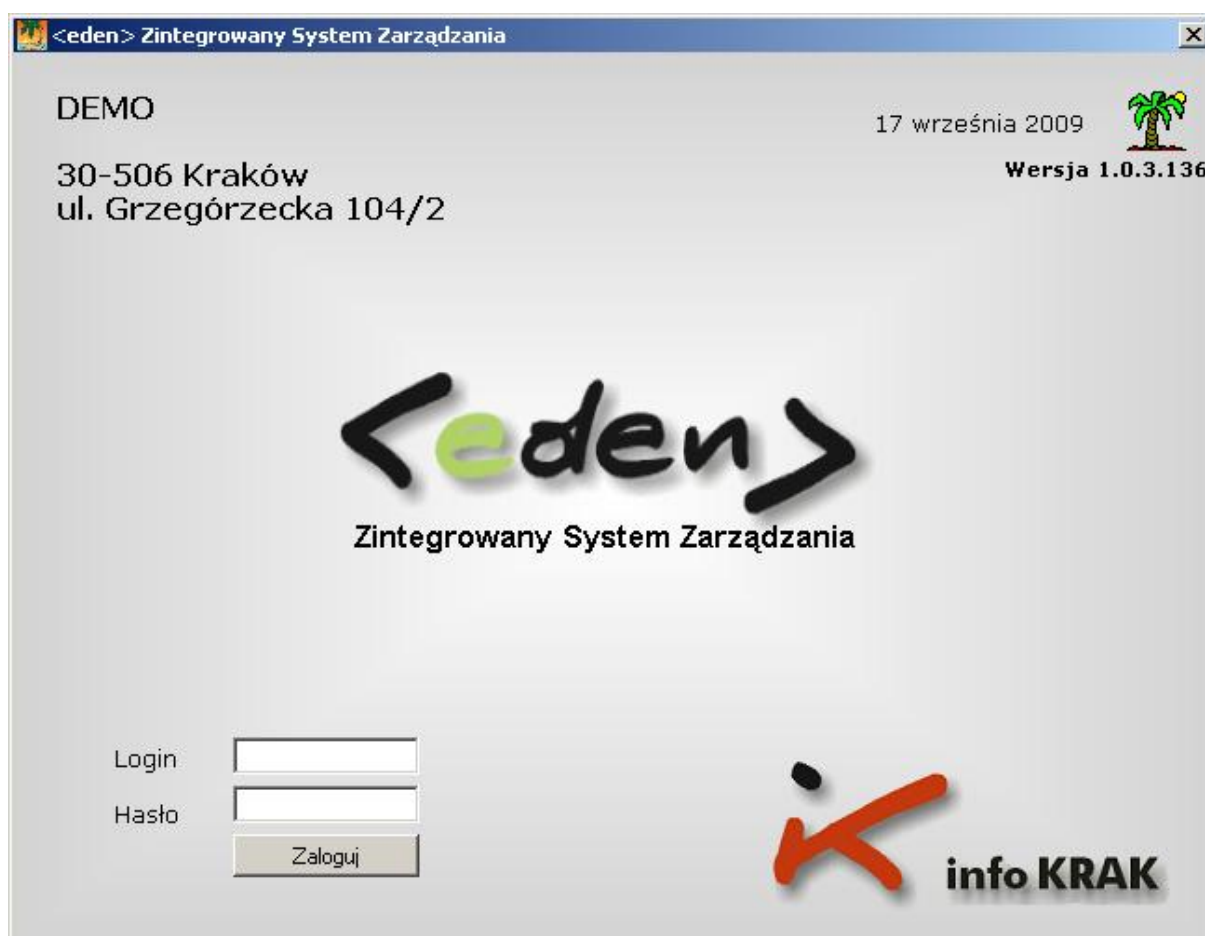 <eden> Zintegrowany System Zarządzania
DEMO
17 września 2009
Wersja 1.0.3.136
30-506 Kraków
ul. Grzegórzecka 104/2
<eden>
Zintegrowany System Zarządzania
Login
Hasło
Zaloguj
iK
info KRAK